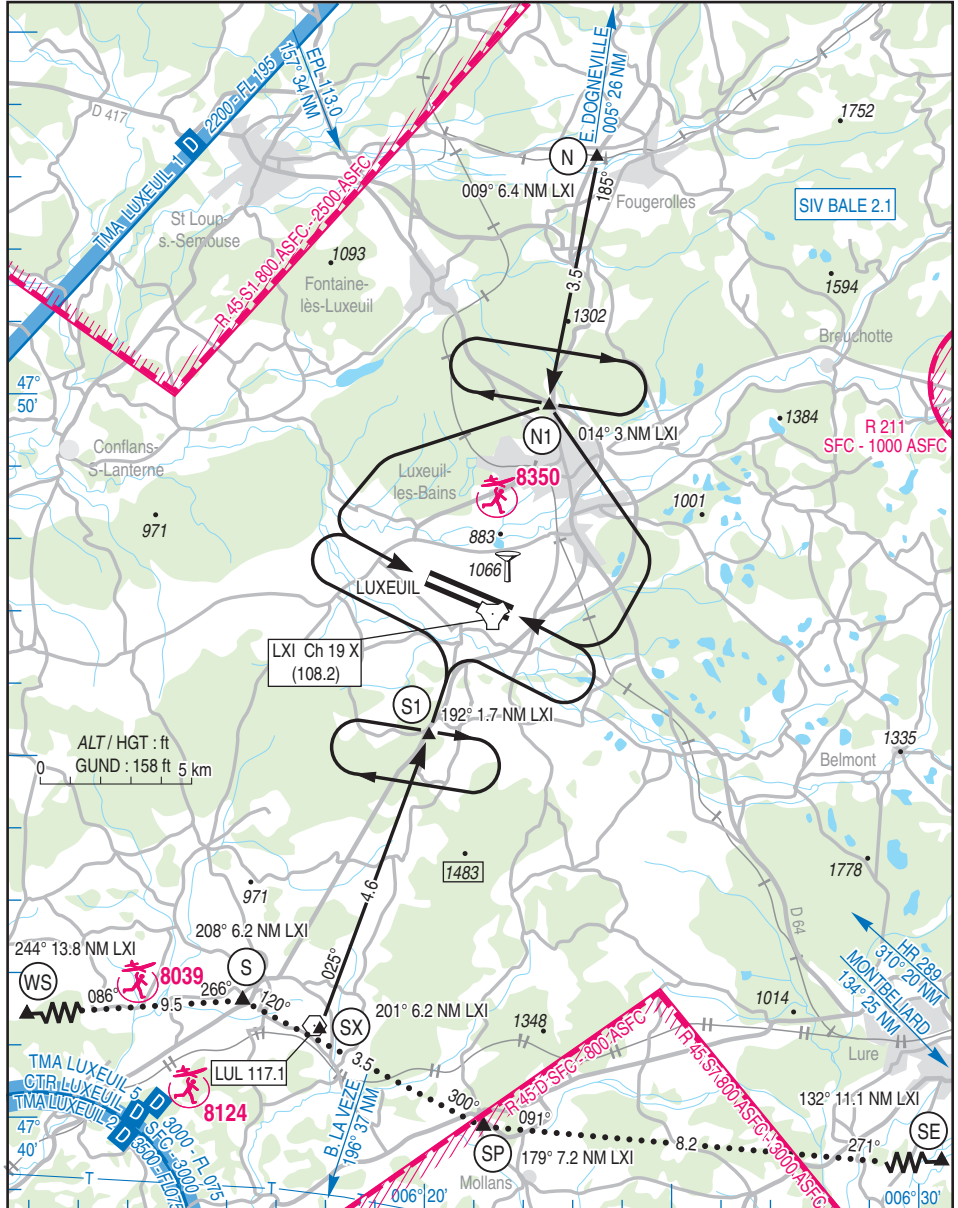 EPL 113.0
157° 34 NM
D 417
TMA LUXEUIL 1 D 2200 - FL 195
E. DOGNEVILLE
005° 26 NM
1752
N
009° 6.4 NM LXI
185°
Fougerolles
SIV BALE 2.1
St Loup-
s.-Semouse
R 45 S1 800 ASFC - 2500 ASFC
1093
Fontaine-
lès-Luxeuil
3.5
1594
1302
Breuchotte
47°
50'
1384
R 211
SFC - 1000 ASFC
N1
014° 3 NM LXI
Conflans-
S-Lanterne
Luxeuil-
les-Bains
8350
971
1001
883
1066
LUXEUIL
LXI Ch 19 X
(108.2)
S1
192° 1.7 NM LXI
ALT / HGT : ft
GUND : 158 ft
0
5 km
1335
Belmont
1483
1778
971
4.6
D 64
208° 6.2 NM LXI
244° 13.8 NM LXI
HR 289
310° 20 NM
MONTBELIARD
134° 25 NM
WS
8039
S
086°
9.5
266°
120°
025°
SX
201° 6.2 NM LXI
1014
1348
3.5
LUL 117.1
Lure
R 45 D SFC - 800 ASFC
R 45 S7 800 ASFC - 3000 ASFC
TMA LUXEUIL 5 D 3000 - FL 075
CTR LUXEUIL D SFC - 3000
TMA LUXEUIL 2 D 3500 - FL075
8124
132° 11.1 NM LXI
300°
091°
8.2
271°
SE
47°
40'
B. LA VEZE
196° 37 NM
SP
179° 7.2 NM LXI
Mollans
T
T
006° 20'
006° 30'